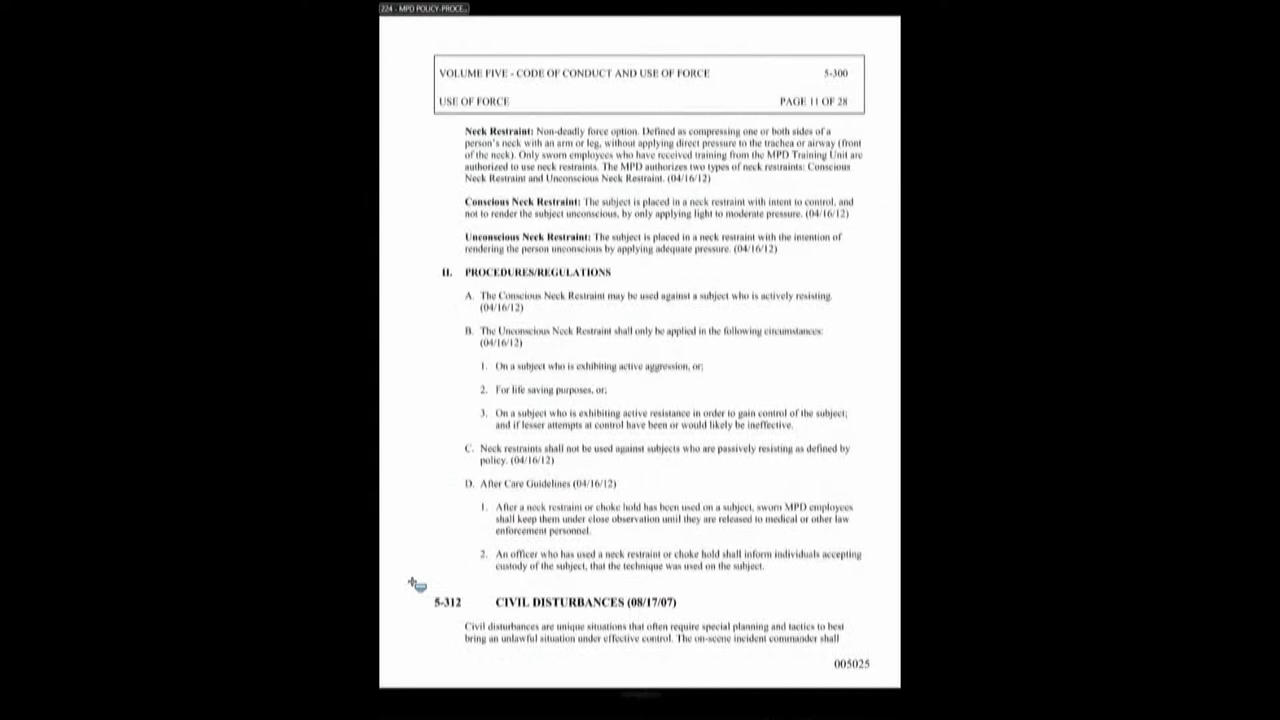 224 - MPD POLICY-PROCE...
VOLUME FIVE - CODE OF CONDUCT AND USE OF FORCE 5-300
USE OF FORCE PAGE 11 OF 28
Neck Restraint: Non-deadly force option. Defined as compressing one or both sides of a
person's neck with an arm or leg, without applying direct pressure to the trachea or airway (front
of the neck). Only sworn employees who have received training from the MPD Training Unit are
authorized to use neck restraints. The MPD authorizes two types of neck restraints: Conscious
Neck Restraint and Unconscious Neck Restraint. (04/16/12)
Conscious Neck Restraint: The subject is placed in a neck restraint with intent to control, and
not to render the subject unconscious, by only applying light to moderate pressure. (04/16/12)
Unconscious Neck Restraint: The subject is placed in a neck restraint with the intention of
rendering the person unconscious by applying adequate pressure. (04/16/12)
II. PROCEDURES/REGULATIONS
A. The Conscious Neck Restraint may be used against a subject who is actively resisting.
(04/16/12)
B. The Unconscious Neck Restraint shall only be applied in the following circumstances:
(04/16/12)
1. On a subject who is exhibiting active aggression, or;
2. For life saving purposes, or;
3. On a subject who is exhibiting active resistance in order to gain control of the subject;
and if lesser attempts at control have been or would likely be ineffective.
C. Neck restraints shall not be used against subjects who are passively resisting as defined by
policy. (04/16/12)
D. After Care Guidelines (04/16/12)
1. After a neck restraint or choke hold has been used on a subject, sworn MPD employees
shall keep them under close observation until they are released to medical or other law
enforcement personnel.
2. An officer who has used a neck restraint or choke hold shall inform individuals accepting
custody of the subject, that the technique was used on the subject.
5-312 CIVIL DISTURBANCES (08/17/07)
Civil disturbances are unique situations that often require special planning and tactics to best
bring an unlawful situation under effective control. The on-scene incident commander shall
005025